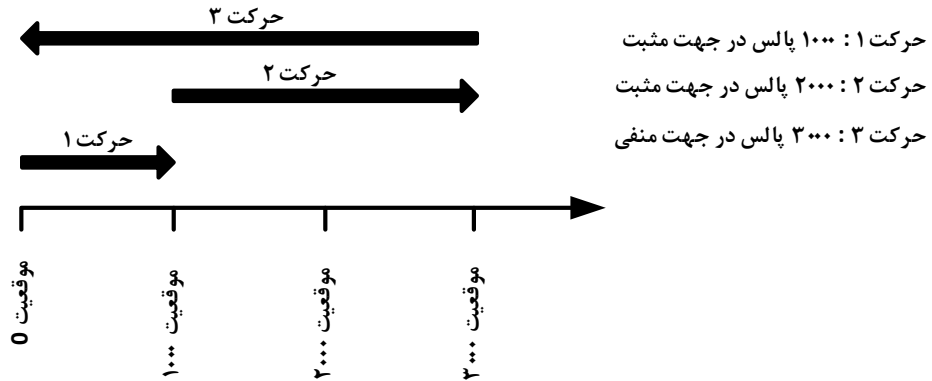 حرکت ۳
حرکت ۲
حرکت ۱
حرکت ۱ : ۱۰۰۰ پالس در جهت مثبت
حرکت ۲ : ۲۰۰۰ پالس در جهت مثبت
حرکت ۳ : ۳۰۰۰ پالس در جهت منفی
موقعیت 0
موقعیت ۱۰۰۰
موقعیت ۲۰۰۰
موقعیت ۳۰۰۰